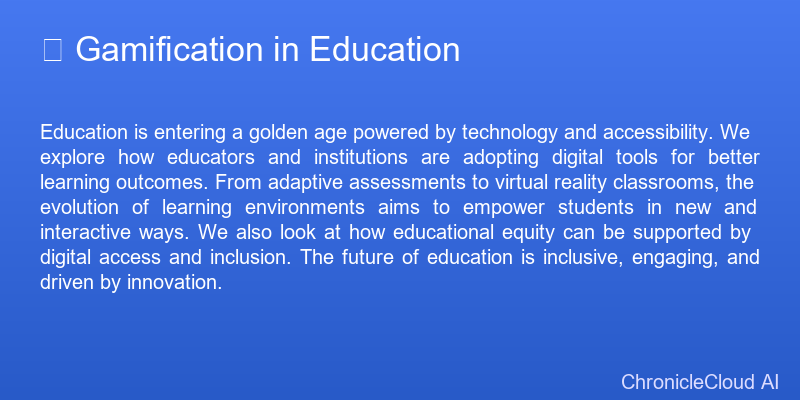 Gamification in Education
Education is entering a golden age powered by technology and accessibility. We
explore how educators and institutions are adopting digital tools for better
learning outcomes. From adaptive assessments to virtual reality classrooms, the
evolution of learning environments aims to empower students in new and
interactive ways. We also look at how educational equity can be supported by
digital access and inclusion. The future of education is inclusive, engaging, and
driven by innovation.
ChronicleCloud AI